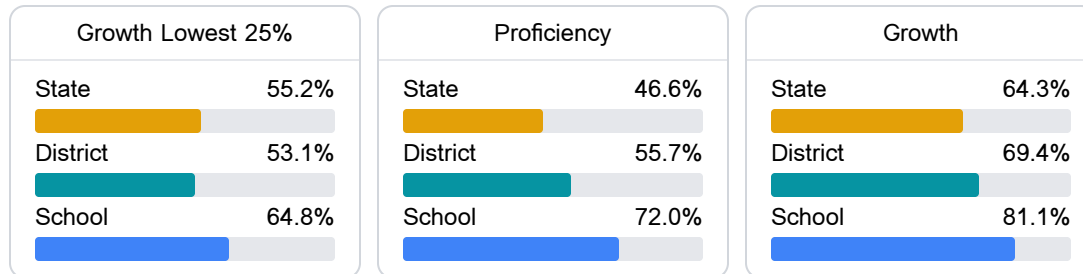 Growth Lowest 25%
State 55.2%
District 53.1%
School 64.8%
Proficiency
State 46.6%
District 55.7%
School 72.0%
Growth
State 64.3%
District 69.4%
School 81.1%